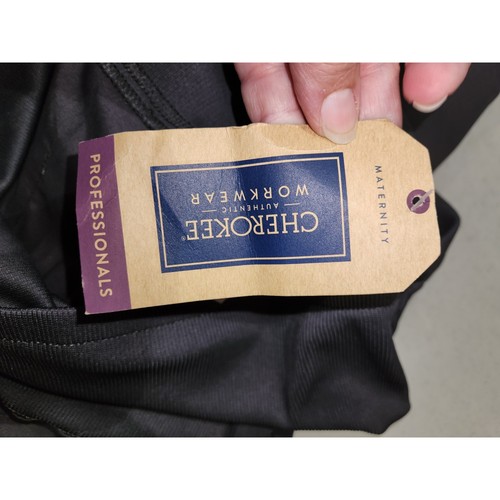 MATERNITY
CHEROKEE®
— AUTHENTIC —
WORKWEAR
PROFESSIONALS